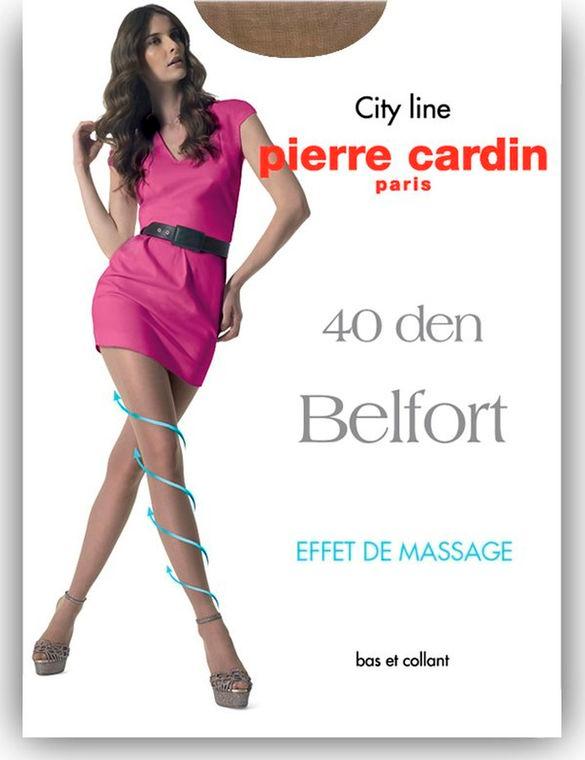 City line
pierre cardin
paris
40 den
Belfort
EFFET DE MASSAGE
bas et collant